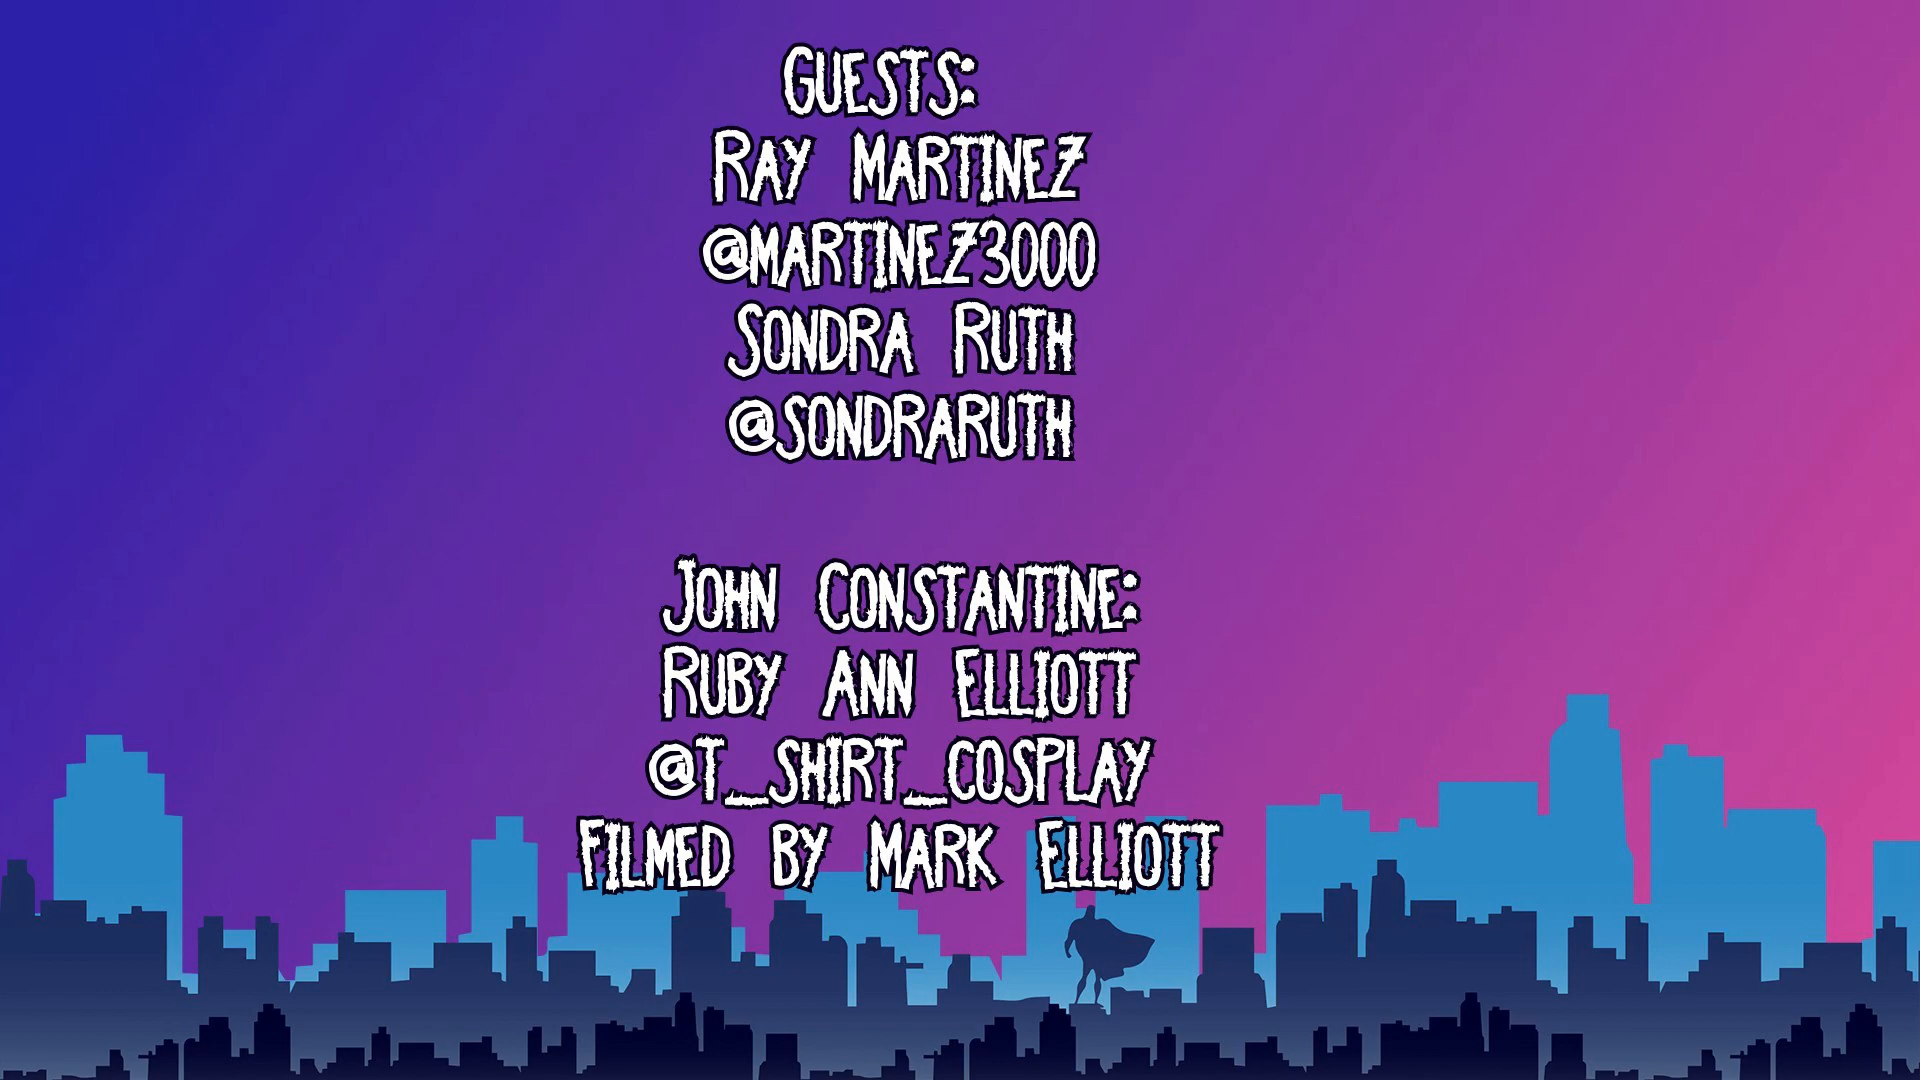 Guests:
Ray Martinez
@martinez3000
Sondra Ruth
@sondraruth
John Constantine:
Ruby Ann Elliott
@t_shirt_cosplay
Filmed by Mark Elliott